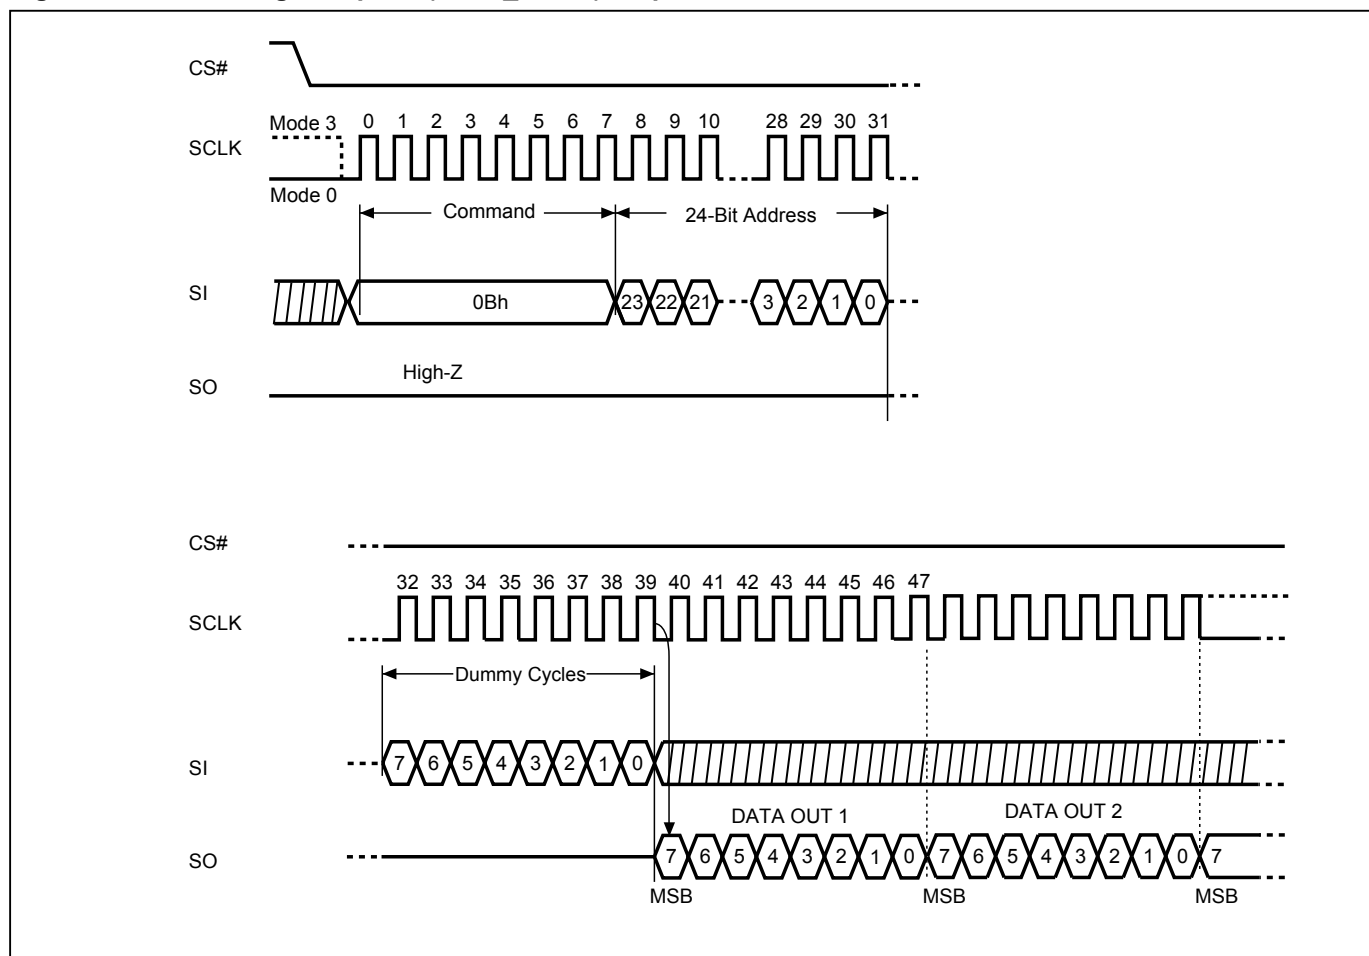 CS#
Mode 3 0 1 2 3 4 5 6 7 8 9 10 28 29 30 31
SCLK
Mode 0
Command 24-Bit Address
SI 0Bh 23 22 21 3 2 1 0
High-Z
SO
CS#
32 33 34 35 36 37 38 39 40 41 42 43 44 45 46 47
SCLK
Dummy Cycles
SI 7 6 5 4 3 2 1 0
DATA OUT 1 DATA OUT 2
SO 7 6 5 4 3 2 1 0 7 6 5 4 3 2 1 0 7
MSB MSB MSB